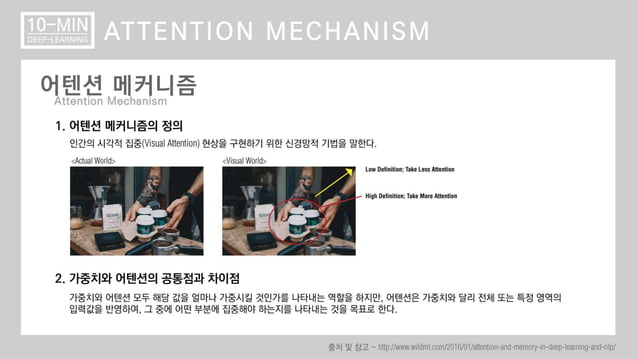 10-MIN
DEEP-LEARNING
ATTENTION MECHANISM
어텐션 메커니즘
Attention Mechanism
1. 어텐션 메커니즘의 정의
인간의 시각적 집중(Visual Attention) 현상을 구현하기 위한 신경망적 기법을 말한다.
<Actual World>
<Visual World>
Low Definition; Take Less Attention
High Definition; Take More Attention
2. 가중치와 어텐션의 공통점과 차이점
가중치와 어텐션 모두 해당 값을 얼마나 가중시킬 것인가를 나타내는 역할을 하지만, 어텐션은 가중치와 달리 전체 또는 특정 영역의
입력값을 반영하여, 그 중에 어떤 부분에 집중해야 하는지를 나타내는 것을 목표로 한다.
출처 및 참고 - http://www.wildml.com/2016/01/attention-and-memory-in-deep-learning-and-nlp/